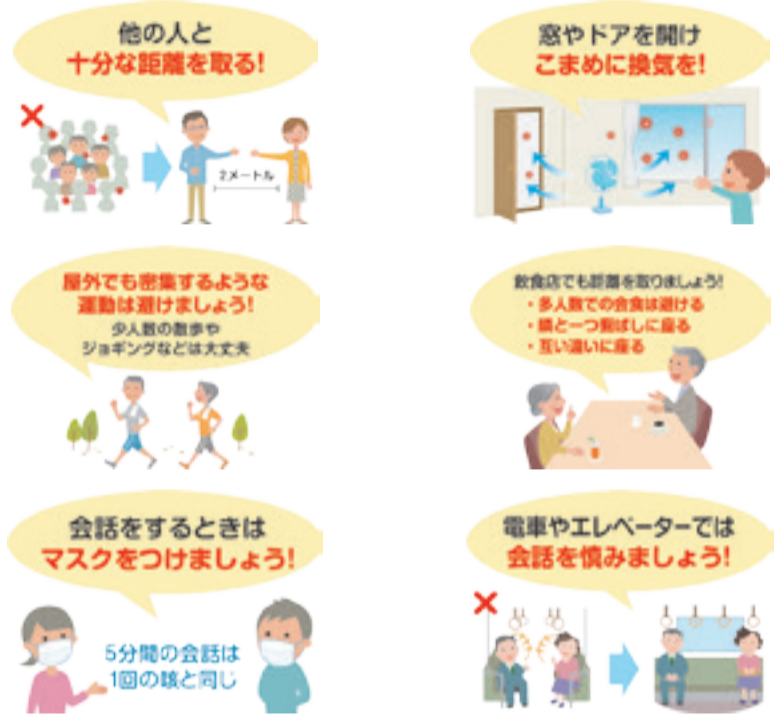 他の人と
十分な距離を取る!
2メートル
窓やドアを開け
こまめに換気を!
屋外でも密集するような
運動は避けましょう!
少人数の散歩や
ジョギングなどは大丈夫
飲食店でも距離を取りましょう!
・多人数での会食は避ける
・隣と一つ飛ばしに座る
・互い違いに座る
会話をするときは
マスクをつけましょう!
5分間の会話は
1回の咳と同じ
電車やエレベーターでは
会話を慎みましょう!